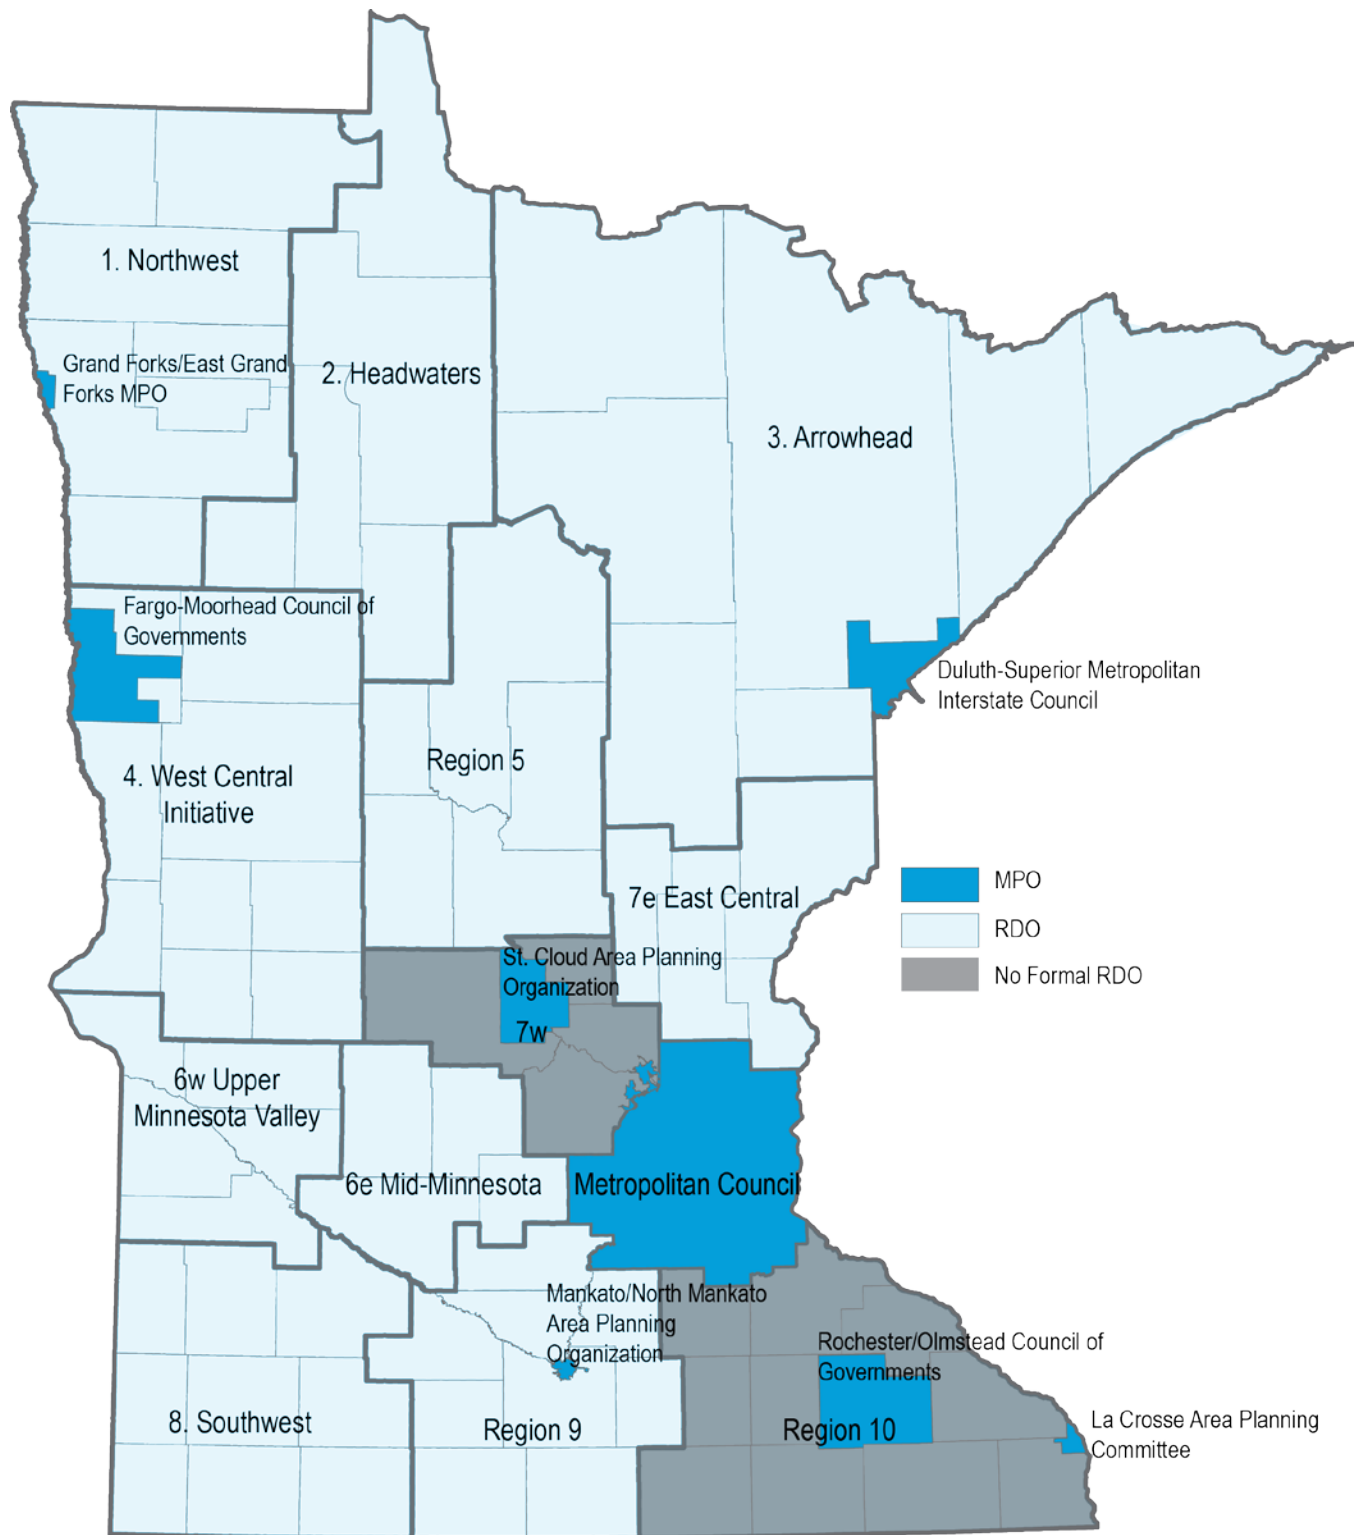 1. Northwest
Grand Forks/East Grand
Forks MPO
2. Headwaters
3. Arrowhead
Fargo-Moorhead Council of
Governments
Duluth-Superior Metropolitan
Interstate Council
4. West Central
Initiative
Region 5
7e East Central
MPO
RDO
No Formal RDO
St. Cloud Area Planning
Organization
7w
6w Upper
Minnesota Valley
6e Mid-Minnesota
Metropolitan Council
Mankato/North Mankato
Area Planning
Organization
Rochester/Olmstead Council of
Governments
8. Southwest
Region 9
Region 10
La Crosse Area Planning
Committee